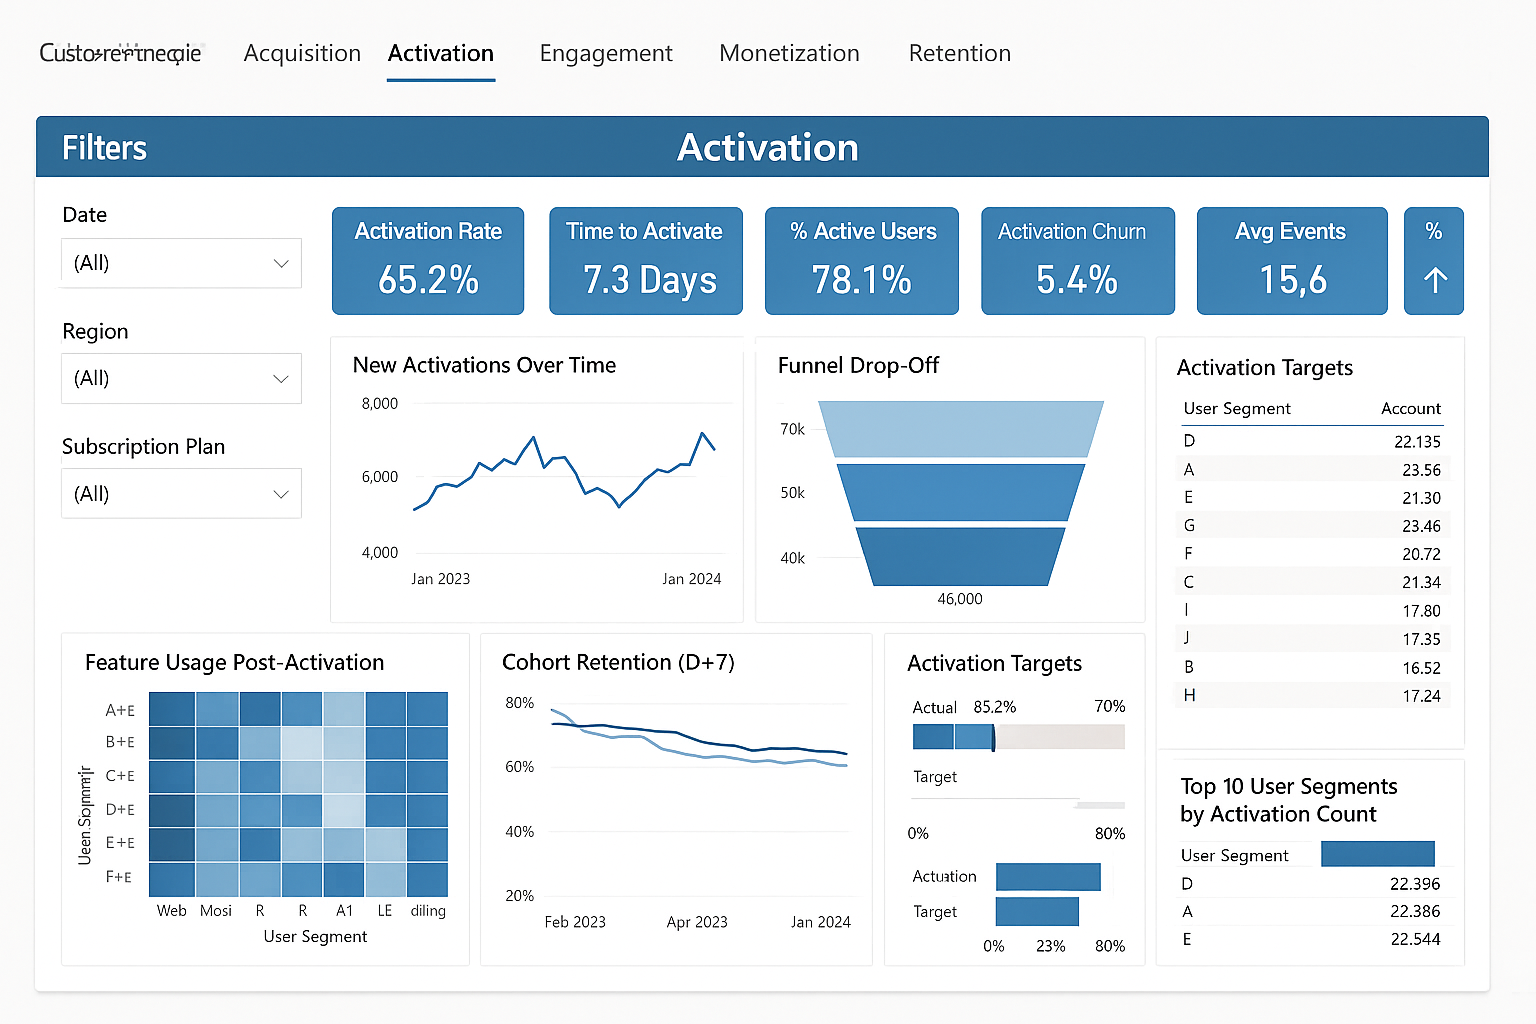 Acquisition
Activation
Engagement
Monetization
Retention
Filters
Activation
Date
(All)
Region
(All)
Subscription Plan
(All)
Activation Rate
65.2%
Time to Activate
7.3 Days
% Active Users
78.1%
Activation Churn
5.4%
Avg Events
15,6
%
↑
New Activations Over Time
8,000
6,000
4,000
Jan 2023
Jan 2024
Funnel Drop-Off
70k
50k
40k
46,000
Activation Targets
User Segment Account
D 22.135
A 23.56
E 21.30
G 23.46
F 20.72
C 21.34
I 17.80
J 17.35
B 16.52
H 17.24
Feature Usage Post-Activation
A+E
B+E
C+E
D+E
E+E
F+E
Web Mosi R R A1 LE diling
User Segment
Cohort Retention (D+7)
80%
60%
40%
20%
Feb 2023 Apr 2023 Jan 2024
Activation Targets
Actual 85.2% 70%
Target
0% 80%
Actuation
Target
0% 23% 80%
Top 10 User Segments
by Activation Count
User Segment
D 22.396
A 22.386
E 22.544